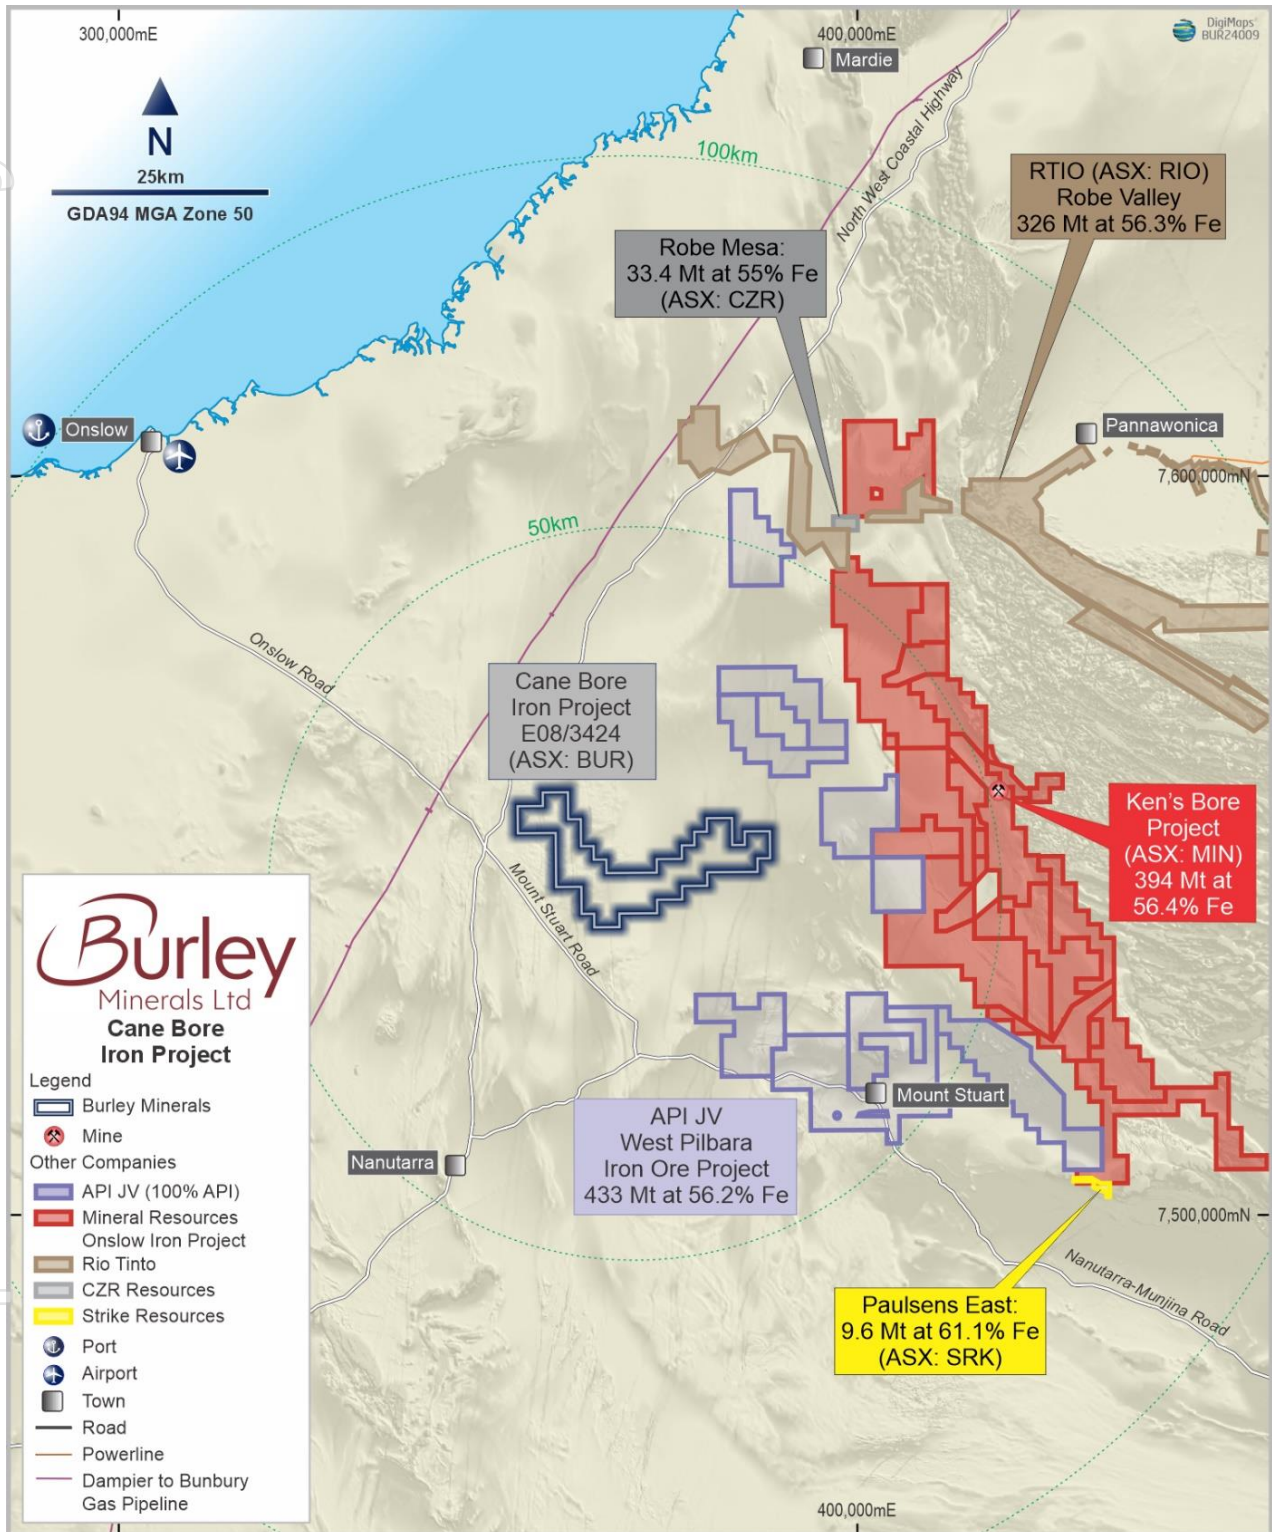 300,000mE
400,000mE
DigiMaps
BUR24009
Mardie
N
25km
GDA94 MGA Zone 50
100km
North West Coastal Highway
RTIO (ASX: RIO)
Robe Valley
326 Mt at 56.3% Fe
Robe Mesa:
33.4 Mt at 55% Fe
(ASX: CZR)
Onslow
Pannawonica
7,600,000mN
50km
Onslow Road
Cane Bore
Iron Project
E08/3424
(ASX: BUR)
Ken's Bore
Project
(ASX: MIN)
394 Mt at
56.4% Fe
Mount Stuart Road
Mount Stuart
API JV
West Pilbara
Iron Ore Project
433 Mt at 56.2% Fe
Nanutarra
7,500,000mN
Nanutarra-Munjina Road
Paulsens East:
9.6 Mt at 61.1% Fe
(ASX: SRK)
400,000mE
Burley
Minerals Ltd
Cane Bore
Iron Project
Legend
Burley Minerals
Mine
Other Companies
API JV (100% API)
Mineral Resources
Onslow Iron Project
Rio Tinto
CZR Resources
Strike Resources
Port
Airport
Town
Road
Powerline
Dampier to Bunbury
Gas Pipeline